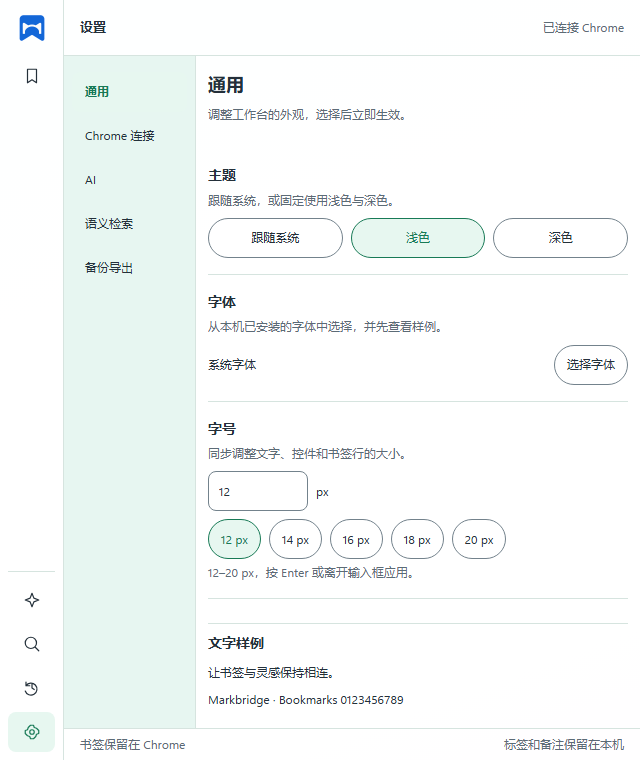 设置
已连接 Chrome
通用
Chrome 连接
AI
语义检索
备份导出
通用
调整工作台的外观，选择后立即生效。
主题
跟随系统，或固定使用浅色与深色。
跟随系统
浅色
深色
字体
从本机已安装的字体中选择，并先查看样例。
系统字体
选择字体
字号
同步调整文字、控件和书签行的大小。
12 px
12 px
14 px
16 px
18 px
20 px
12–20 px，按 Enter 或离开输入框应用。
文字样例
让书签与灵感保持相连。
Markbridge · Bookmarks 0123456789
书签保留在 Chrome
标签和备注保留在本机